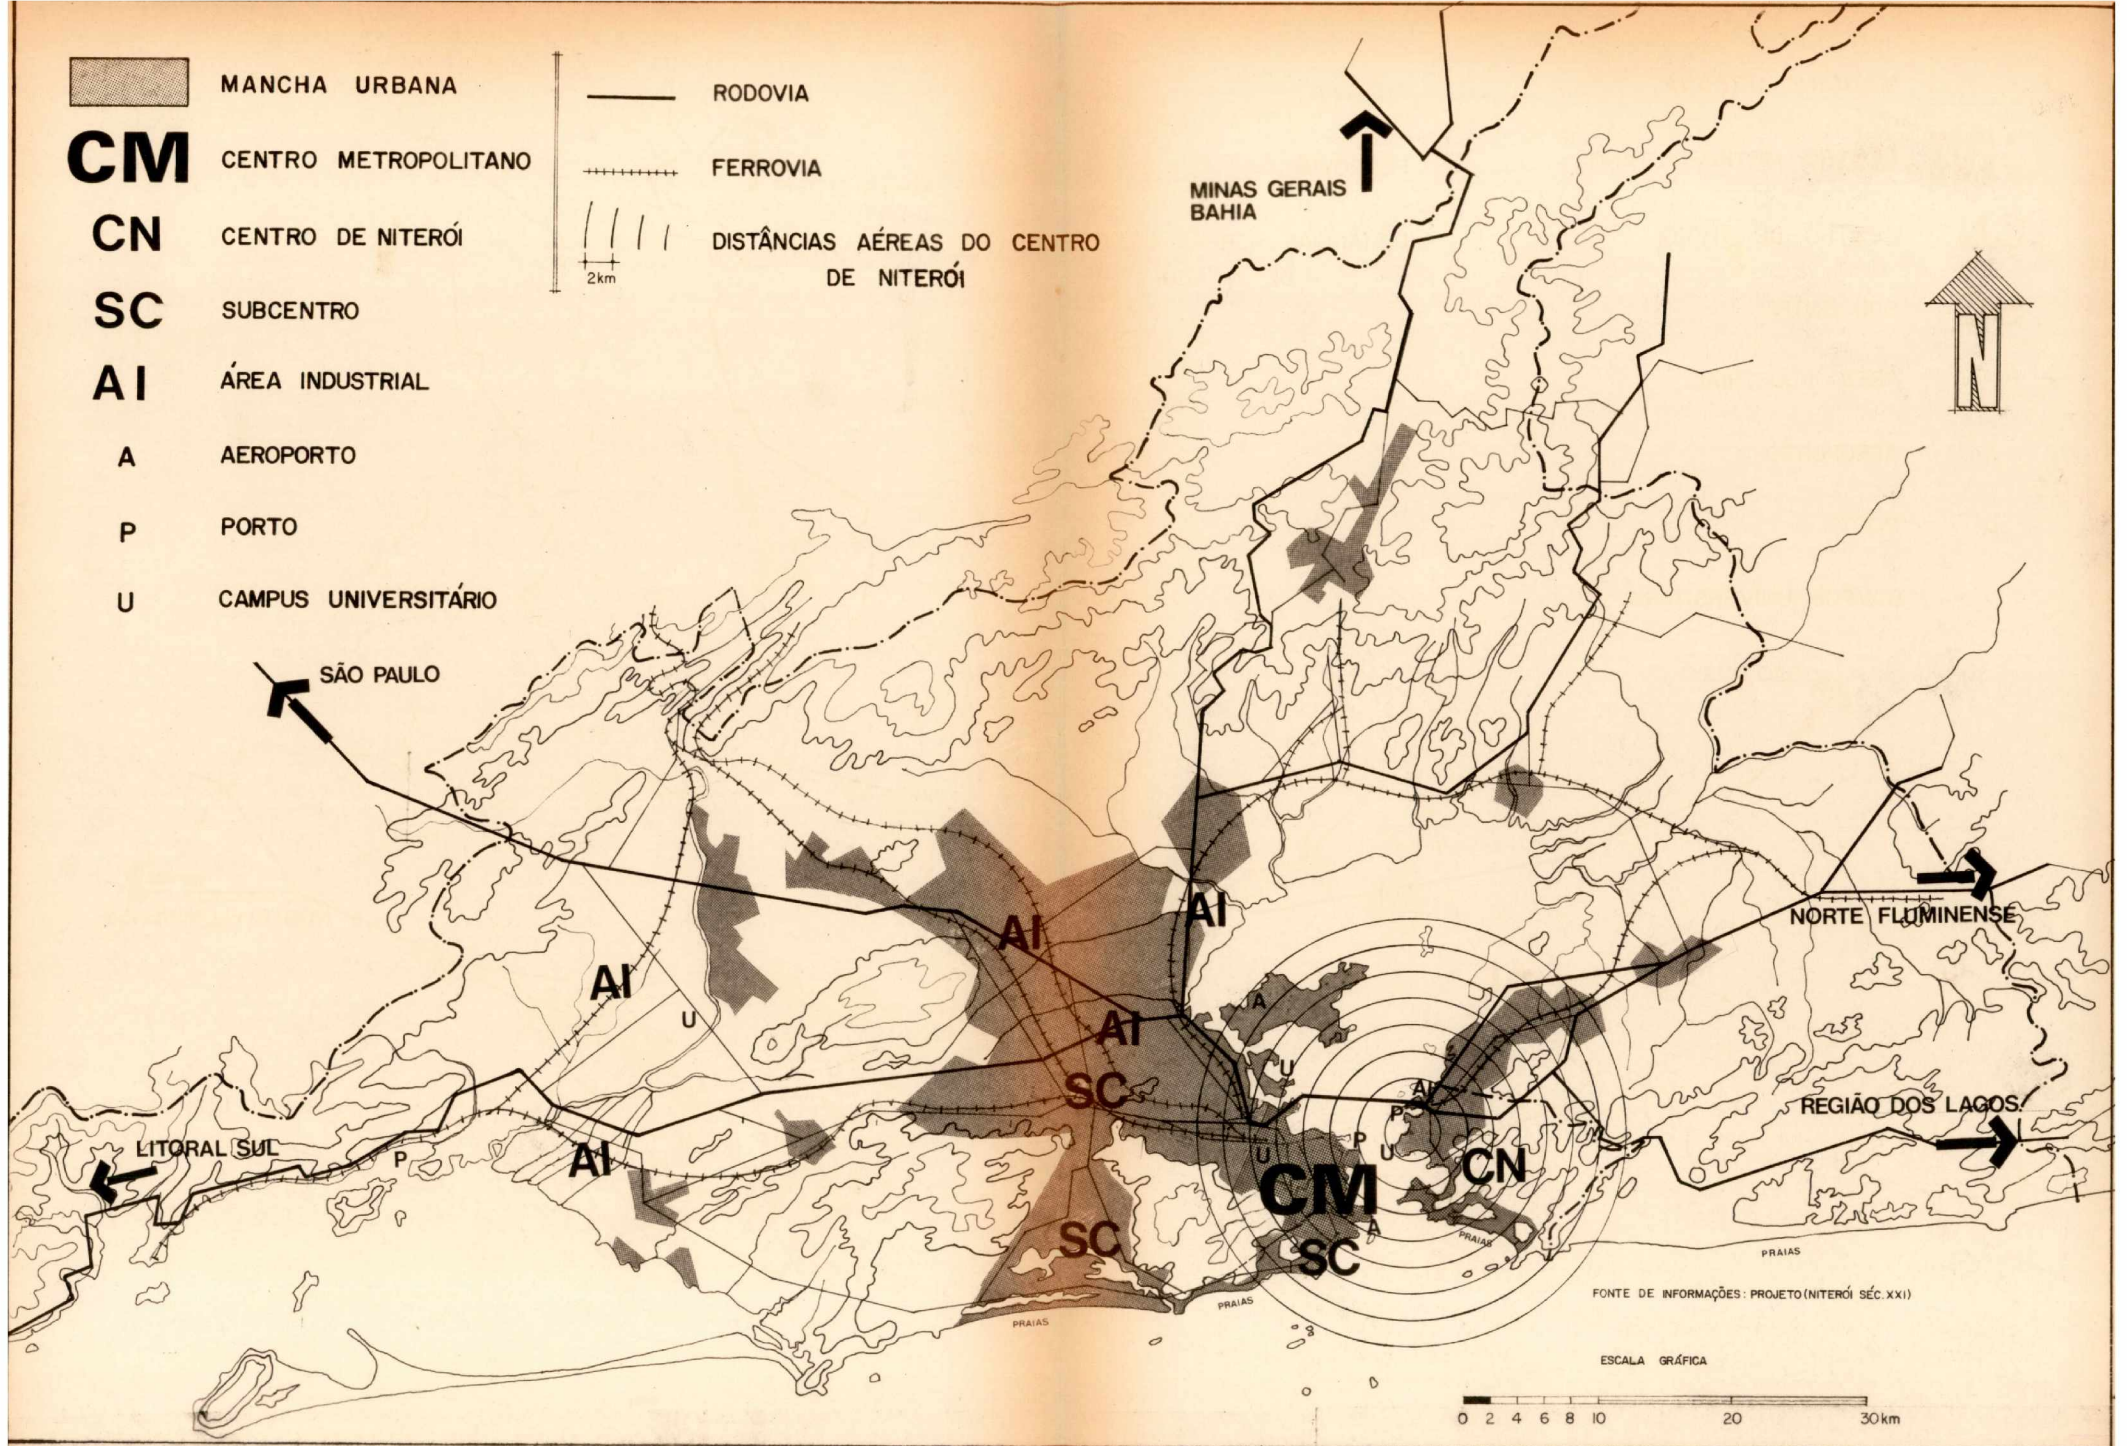 MANCHA URBANA
CM CENTRO METROPOLITANO
CN CENTRO DE NITERÓI
SC SUBCENTRO
AI ÁREA INDUSTRIAL
A AEROPORTO
P PORTO
U CAMPUS UNIVERSITÁRIO
RODOVIA
FERROVIA
2km
DISTÂNCIAS AÉREAS DO CENTRO
DE NITERÓI
MINAS GERAIS
BAHIA
N
SÃO PAULO
AI
AI
NORTE FLUMINENSE
AI
A
U
AI
U
SC
A
P
REGIÃO DOS LAGOS
LITORAL SUL
P
AI
P
U
U
CM
CN
SC
A
SC
PRAIAS
PRAIAS
PRAIAS
PRAIAS
FONTE DE INFORMAÇÕES: PROJETO (NITERÓI SÉC. XXI)
ESCALA GRÁFICA
0 2 4 6 8 10 20 30km